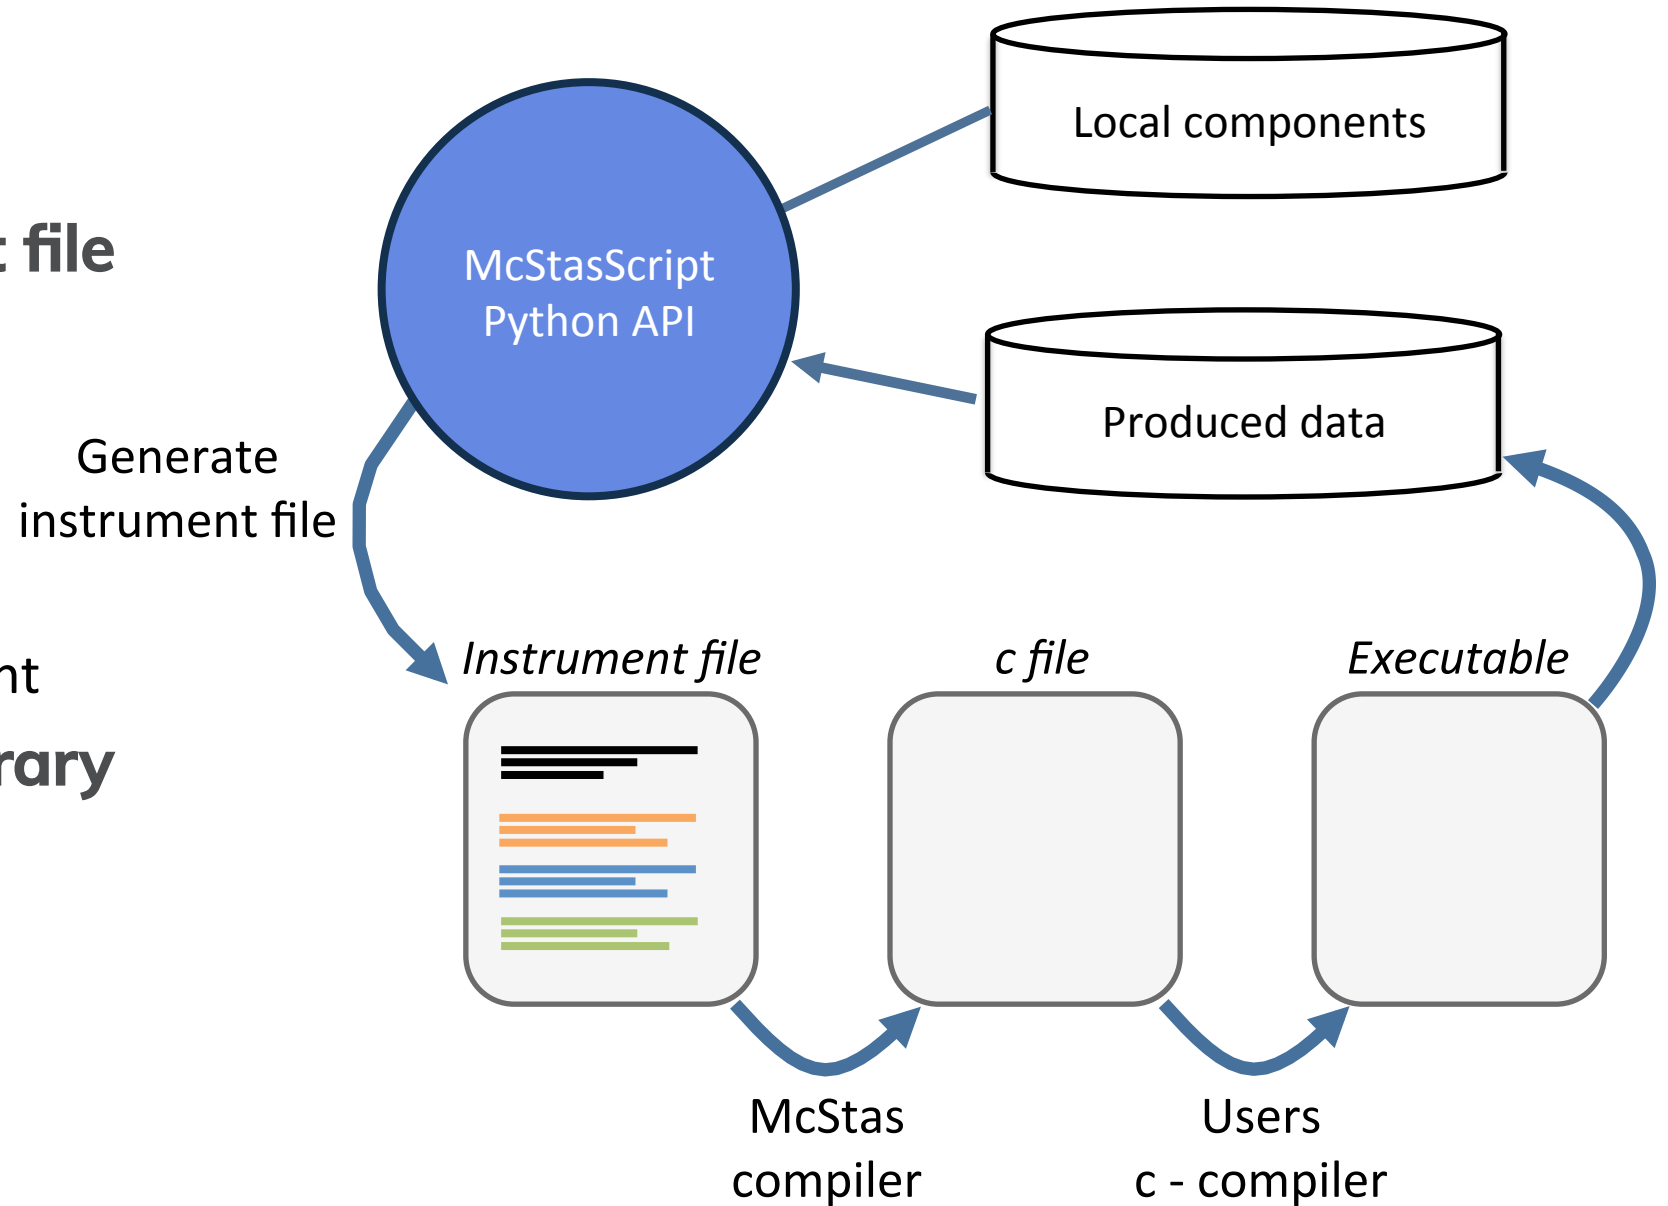 Local components
t file
McStasScript
Python API
Produced data
Generate
instrument file
Instrument file
c file
Executable
nt
rary
McStas
compiler
Users
c - compiler